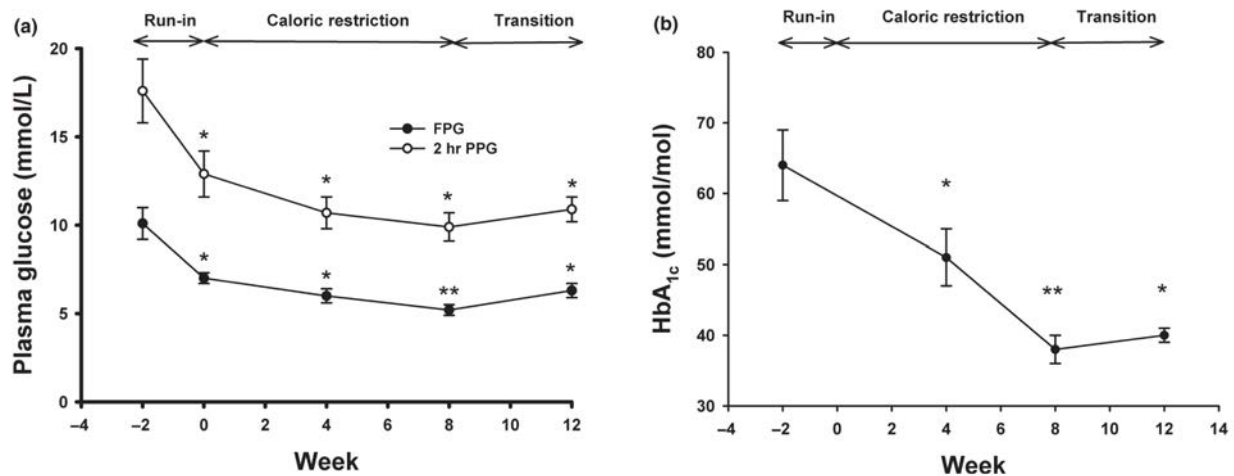 (a)
Run-in Caloric restriction Transition
20
15
10
5
0
Plasma glucose (mmol/L)
* * * *
FPG
2 hr PPG
* * ** *
–4 –2 0 2 4 6 8 10 12
Week
(b)
Run-in Caloric restriction Transition
80
70
60
50
40
30
HbA1c (mmol/mol)
*
** *
–4 –2 0 2 4 6 8 10 12 14
Week